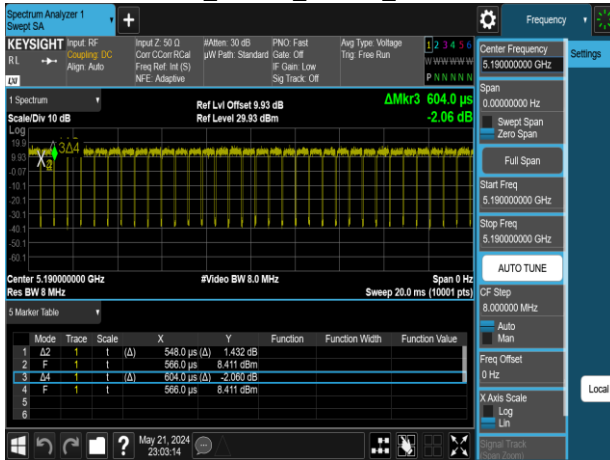 Spectrum Analyzer 1
Swept SA
Frequency
KEYSIGHT
RL
LXI
Input: RF
Coupling: DC
Align: Auto
Input Z: 50 Ω
Corr CCorr RCal
Freq Ref: Int (S)
NFE: Adaptive
#Atten: 30 dB
µW Path: Standard
PNO: Fast
Gate: Off
IF Gain: Low
Sig Track: Off
Avg Type: Voltage
Trig: Free Run
1 2 3 4 5 6
W W W W W W
P N N N N N
1 Spectrum
Scale/Div 10 dB
Ref Lvl Offset 9.93 dB
Ref Level 29.93 dBm
ΔMkr3 604.0 µs
-2.06 dB
Log
19.9
9.93
-0.07
-10.1
-20.1
-30.1
-40.1
-50.1
-60.1
3Δ4
Center 5.190000000 GHz
Res BW 8 MHz
#Video BW 8.0 MHz
Span 0 Hz
Sweep 20.0 ms (10001 pts)
5 Marker Table
Mode Trace Scale X Y Function Function Width Function Value
1 Δ2 1 t (Δ) 548.0 µs (Δ) 1.432 dB
2 F 1 t 566.0 µs 8.411 dBm
3 Δ4 1 t (Δ) 604.0 µs (Δ) -2.060 dB
4 F 1 t 566.0 µs 8.411 dBm
5
6
May 21, 2024
23:03:14
Center Frequency
5.190000000 GHz
Span
0.00000000 Hz
Swept Span
Zero Span
Full Span
Start Freq
5.190000000 GHz
Stop Freq
5.190000000 GHz
AUTO TUNE
CF Step
8.000000 MHz
Auto
Man
Freq Offset
0 Hz
X Axis Scale
Log
Lin
Signal Track
(Span Zoom)
Settings
Local